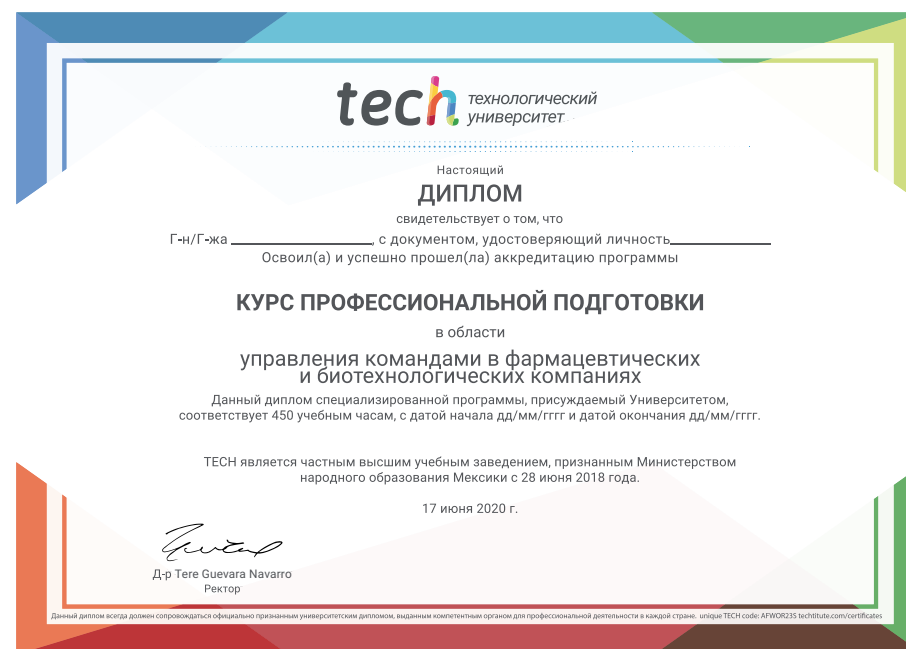 tech технологический
университет
Настоящий
ДИПЛОМ
свидетельствует о том, что
Г-н/Г-жа ____________________, с документом, удостоверяющий личность______________
Освоил(а) и успешно прошел(ла) аккредитацию программы
КУРС ПРОФЕССИОНАЛЬНОЙ ПОДГОТОВКИ
в области
управления командами в фармацевтических
и биотехнологических компаниях
Данный диплом специализированной программы, присуждаемый Университетом,
соответствует 450 учебным часам, с датой начала дд/мм/гггг и датой окончания дд/мм/гггг.
TECH является частным высшим учебным заведением, признанным Министерством
народного образования Мексики с 28 июня 2018 года.
17 июня 2020 г.
Д-р Tere Guevara Navarro
Ректор
Данный диплом всегда должен сопровождаться официально признанным университетским дипломом, выданным компетентным органом для профессиональной деятельности в каждой стране. unique TECH code: AFWOR23S techtitute.com/certificates